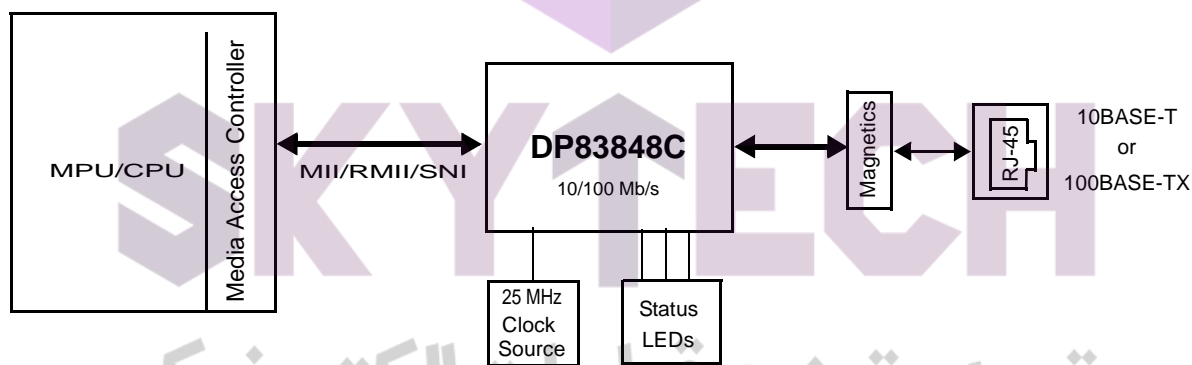 MPU/CPU
Media Access Controller
MII/RMII/SNI
DP83848C
10/100 Mb/s
Magnetics
RJ-45
10BASE-T
or
100BASE-TX
25 MHz
Clock
Source
Status
LEDs
SKYTECH